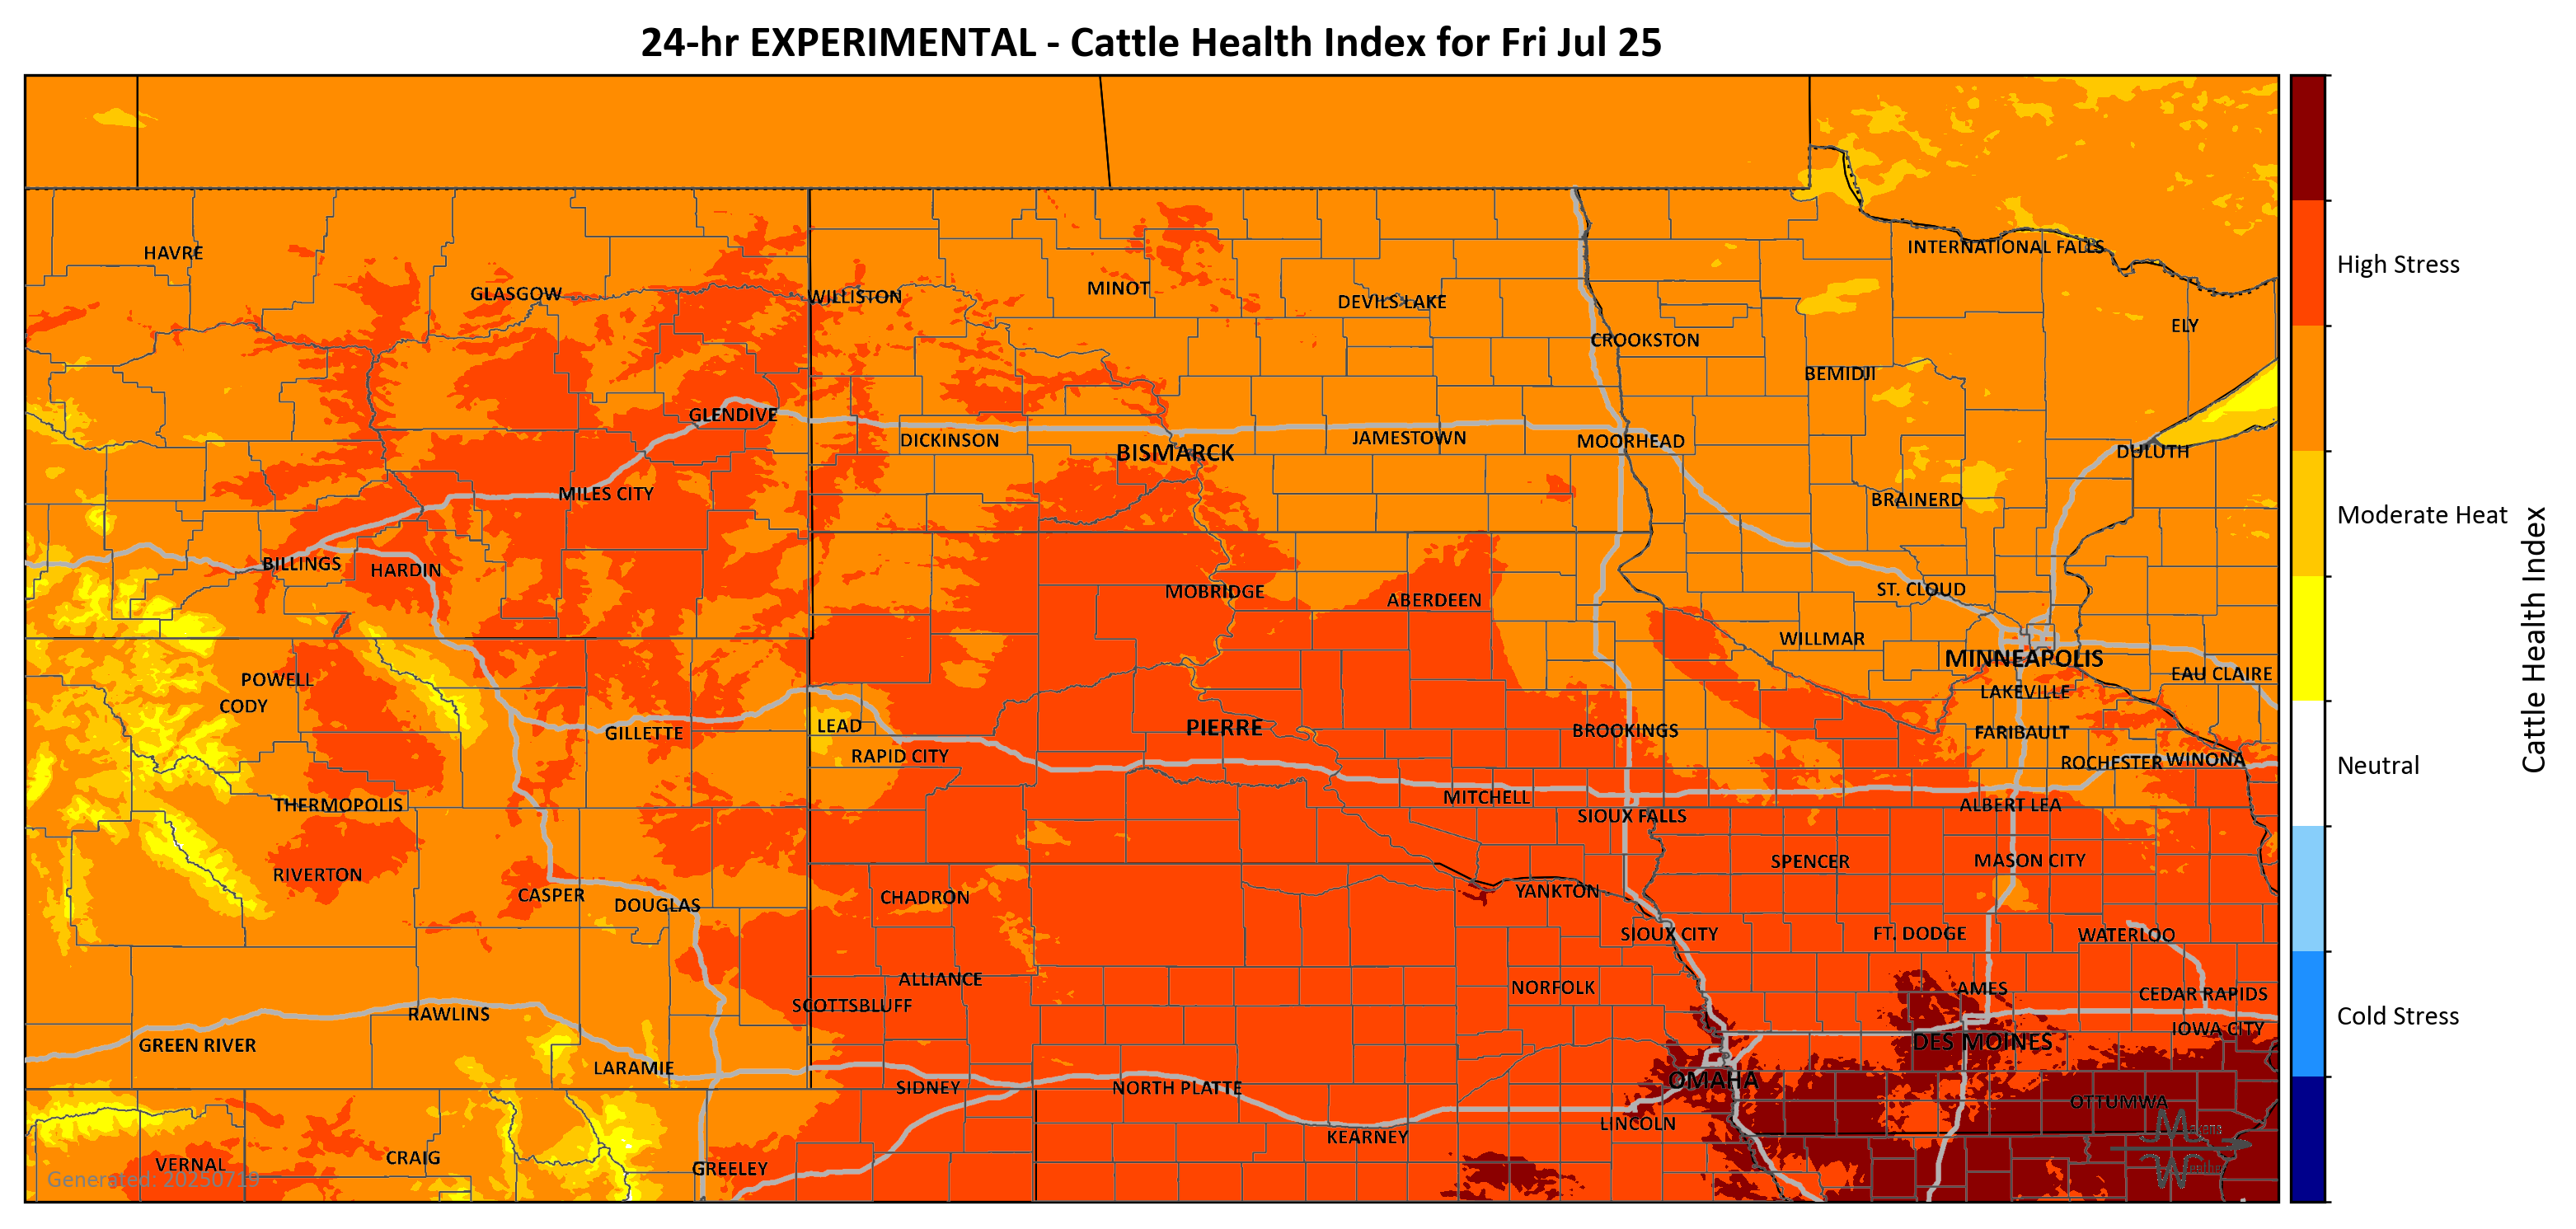 24-hr EXPERIMENTAL - Cattle Health Index for Fri Jul 25
HAVRE
GLASGOW
WILLISTON
MINOT
DEVILS LAKE
INTERNATIONAL FALLS
High Stress
CROOKSTON
ELY
BEMIDJI
GLENDIVE
DICKINSON
BISMARCK
JAMESTOWN
MOORHEAD
DULUTH
MILES CITY
BRAINERD
Moderate Heat
BILLINGS
HARDIN
MOBRIDGE
ABERDEEN
ST. CLOUD
Cattle Health Index
WILLMAR
MINNEAPOLIS
POWELL
EAU CLAIRE
CODY
LAKEVILLE
GILLETTE
LEAD
PIERRE
BROOKINGS
FARIBAULT
RAPID CITY
ROCHESTER
WINONA
Neutral
THERMOPOLIS
MITCHELL
SIOUX FALLS
ALBERT LEA
RIVERTON
SPENCER
MASON CITY
CASPER
DOUGLAS
CHADRON
YANKTON
SIOUX CITY
FT. DODGE
WATERLOO
ALLIANCE
NORFOLK
AMES
CEDAR RAPIDS
RAWLINS
SCOTTSBLUFF
Cold Stress
GREEN RIVER
DES MOINES
IOWA CITY
LARAMIE
SIDNEY
NORTH PLATTE
OMAHA
OTTUMWA
LINCOLN
KEARNEY
VERNAL
CRAIG
GREELEY
Generated: 20250719